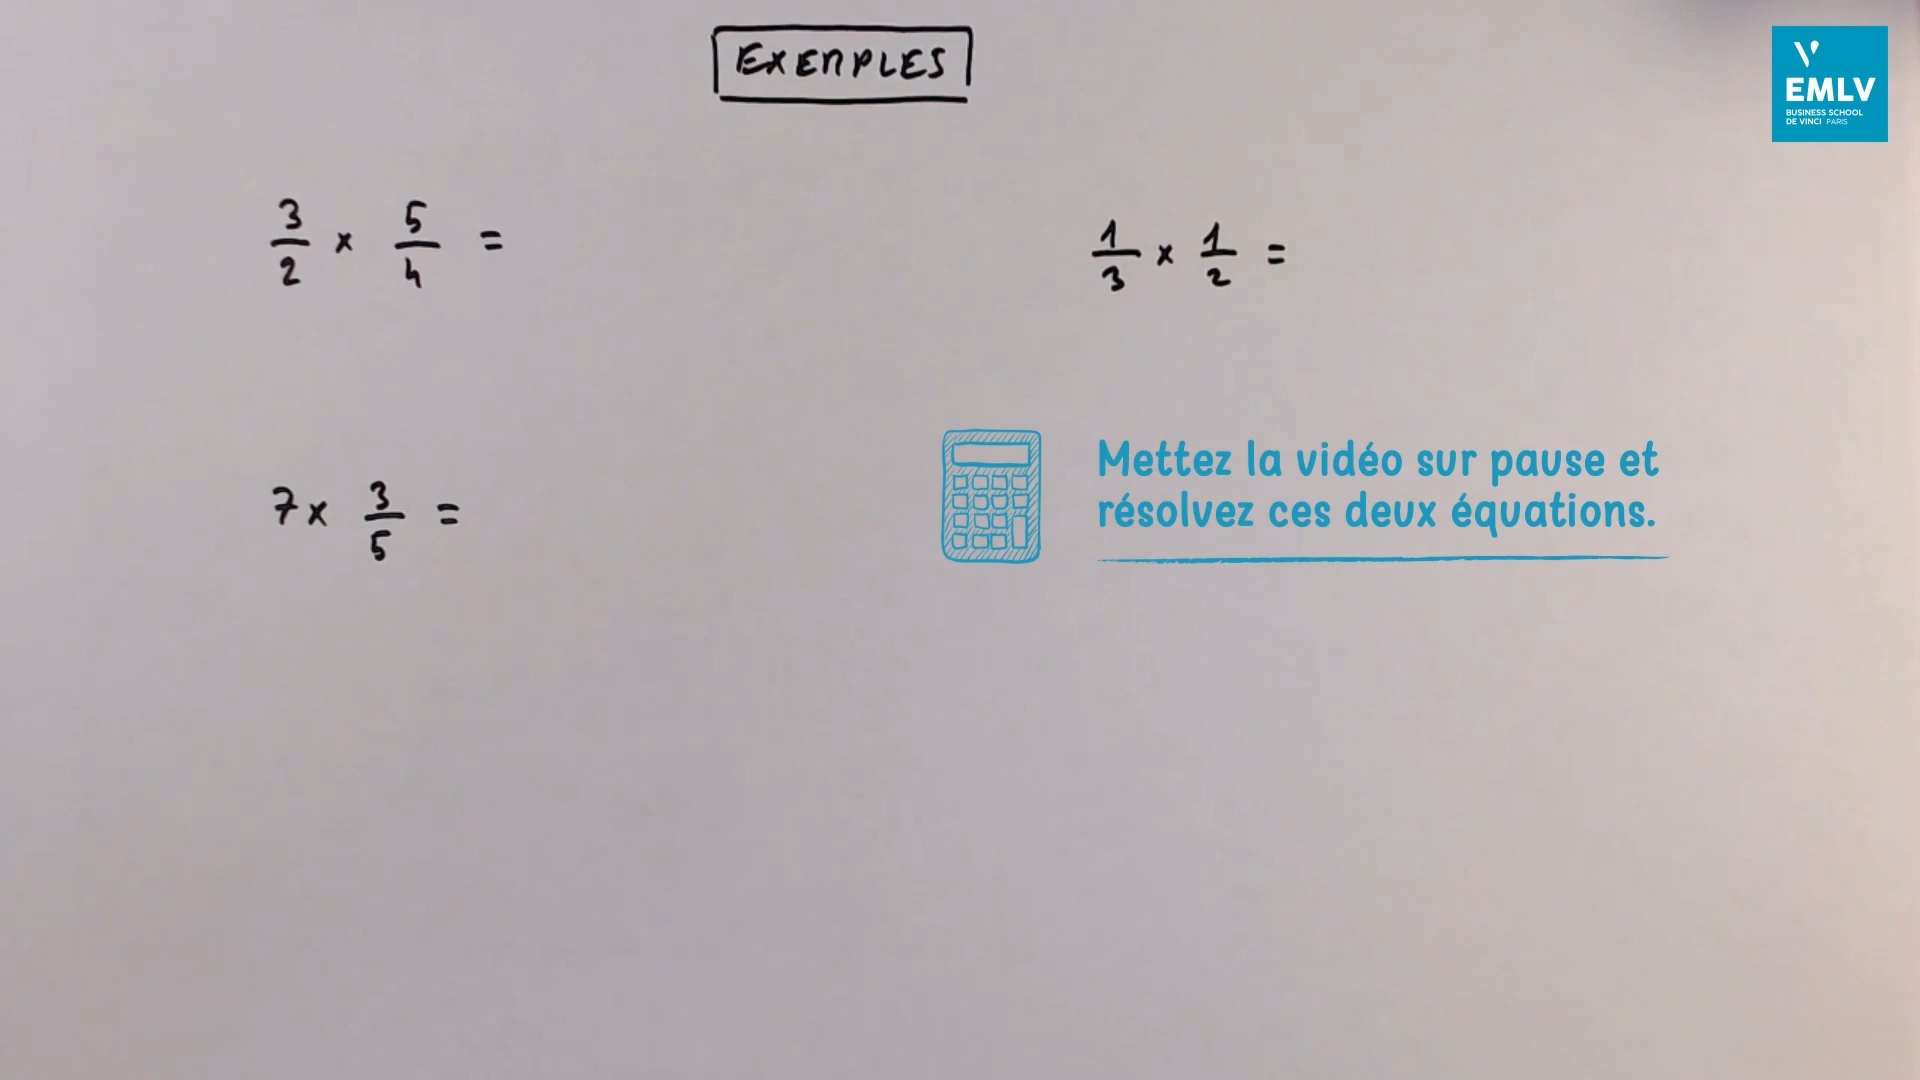 EXEMPLES
V
EMLV
BUSINESS SCHOOL
DE VINCI PARIS
3/2 x 5/4 =
1/3 x 1/2 =
Mettez la vidéo sur pause et
résolvez ces deux équations.
7 x 3/5 =